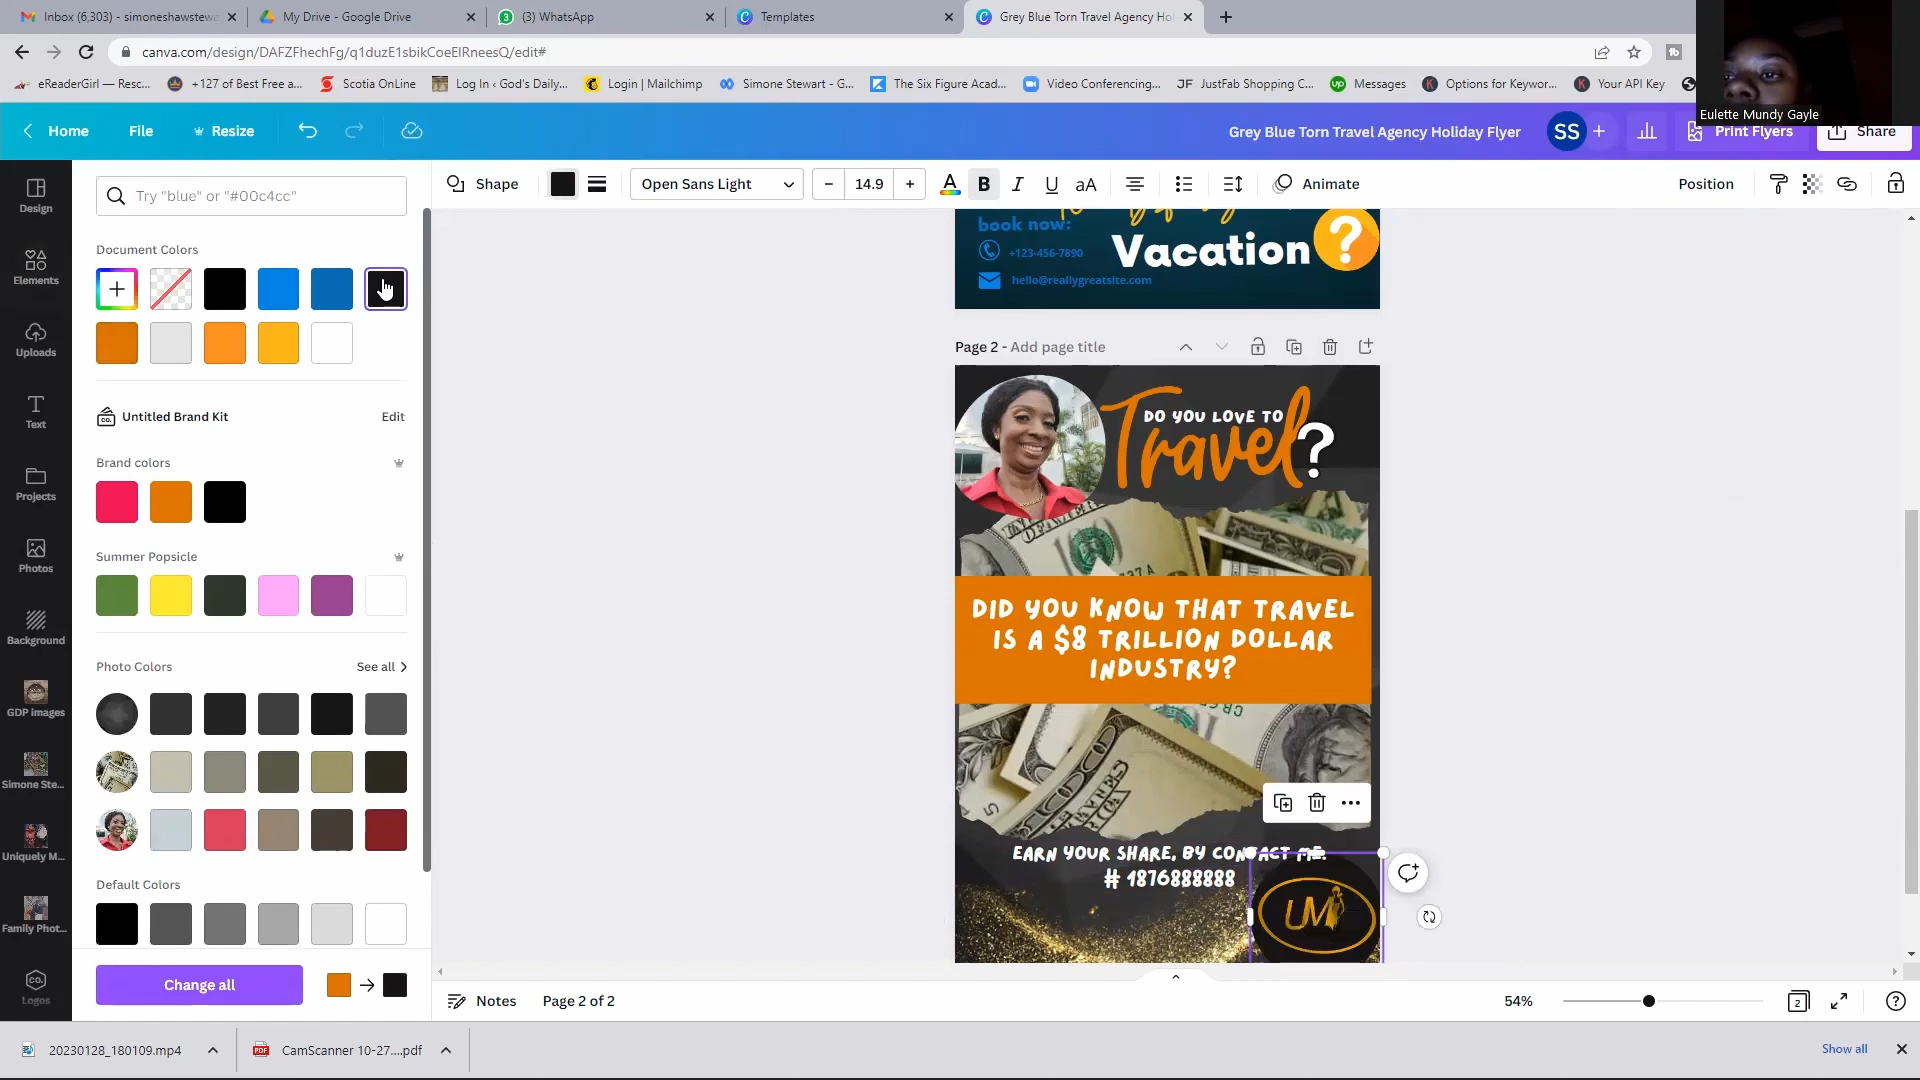 Inbox (6,303) - simoneshawstewa
My Drive - Google Drive
(3) WhatsApp
Templates
Grey Blue Torn Travel Agency Ho
canva.com/design/DAFZFhechFg/q1duzE1sbikCoeElRneesQ/edit#
eReaderGirl — Resc...
+127 of Best Free a...
Scotia OnLine
Log In ‹ God's Daily...
Login | Mailchimp
Simone Stewart - G...
The Six Figure Acad...
Video Conferencing...
JF JustFab Shopping C...
Messages
Options for Keywor...
Your API Key
Eulette Mundy Gayle
Home
File
Resize
Grey Blue Torn Travel Agency Holiday Flyer
SS
Print Flyers
Share
Try "blue" or "#00c4cc"
Shape
Open Sans Light
14.9
A
B
I
U
aA
Animate
Position
Design
Elements
Uploads
Text
Projects
Photos
Background
GDP images
Simone Ste...
Uniquely M...
Family Phot...
Logos
Document Colors
Untitled Brand Kit
Edit
Brand colors
Summer Popsicle
Photo Colors
See all
Default Colors
Change all
book now:
+123-456-7890
hello@reallygreatsite.com
Vacation
?
Page 2 - Add page title
DO YOU LOVE TO
Travel?
DID YOU KNOW THAT TRAVEL
IS A $8 TRILLION DOLLAR
INDUSTRY?
EARN YOUR SHARE, BY CONTACT ME:
# 1876888888
UM
Notes
Page 2 of 2
54%
2
20230128_180109.mp4
CamScanner 10-27....pdf
Show all